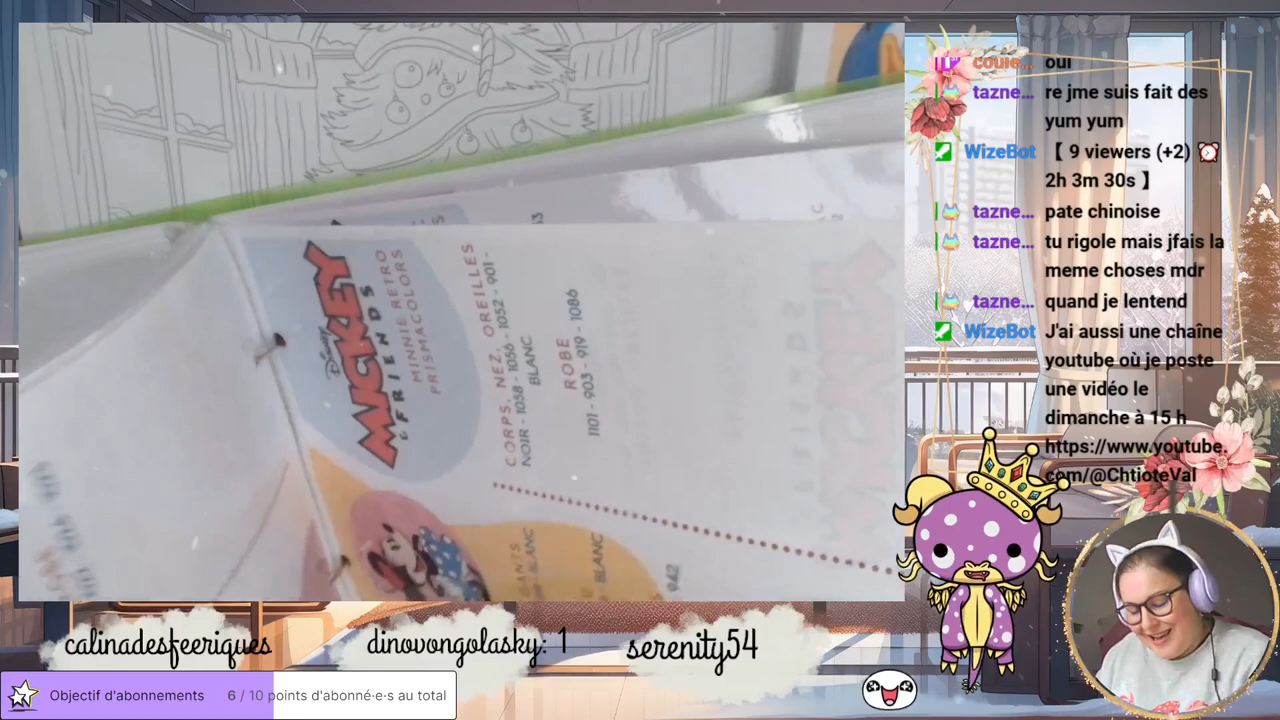 DISNEY
MICKEY
& FRIENDS
MINNIE RÉTRO
PRISMACOLORS
CORPS, NEZ, OREILLES
NOIR - 1058 - 1056 - 1052 - 901 -
BLANC
ROBE
1101 - 903 - 919 - 1086
BLANC
BLANC
942
coule... oui
tazne... re jme suis fait des
yum yum
WizeBot 【 9 viewers (+2) ⏰
2h 3m 30s 】
tazne... pate chinoise
tazne... tu rigole mais jfais la
meme choses mdr
tazne... quand je lentend
WizeBot J'ai aussi une chaîne
youtube où je poste
une vidéo le
dimanche à 15 h
https://www.youtube.
com/@ChtioteVal
calinadesfeeriques
dinovongolasky: 1
serenity54
Objectif d'abonnements 6 / 10 points d'abonné·e·s au total